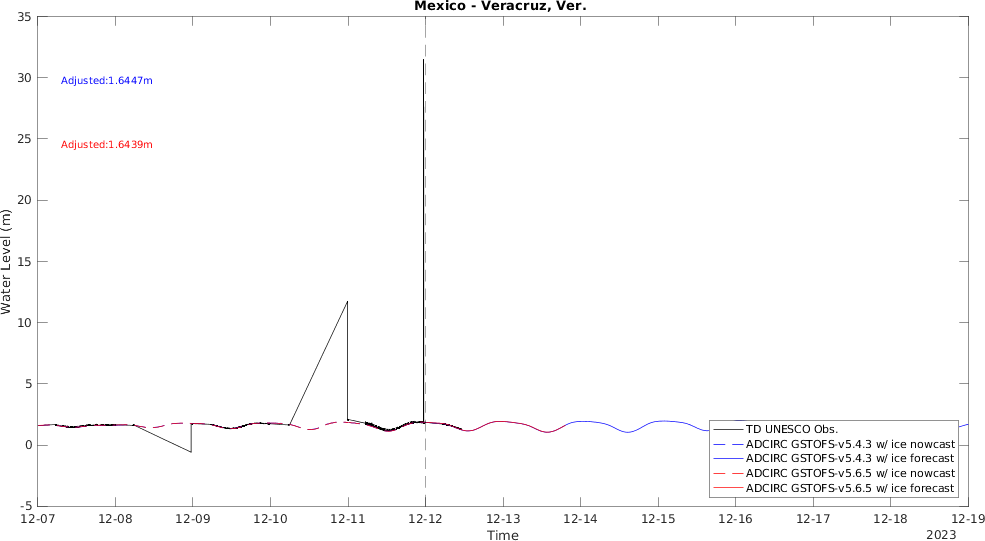 Mexico - Veracruz, Ver.
35
30
25
20
15
10
5
0
-5
Water Level (m)
Adjusted:1.6447m
Adjusted:1.6439m
TD UNESCO Obs.
ADCIRC GSTOFS-v5.4.3 w/ ice nowcast
ADCIRC GSTOFS-v5.4.3 w/ ice forecast
ADCIRC GSTOFS-v5.6.5 w/ ice nowcast
ADCIRC GSTOFS-v5.6.5 w/ ice forecast
12-07 12-08 12-09 12-10 12-11 12-12 12-13 12-14 12-15 12-16 12-17 12-18 12-19
Time
2023